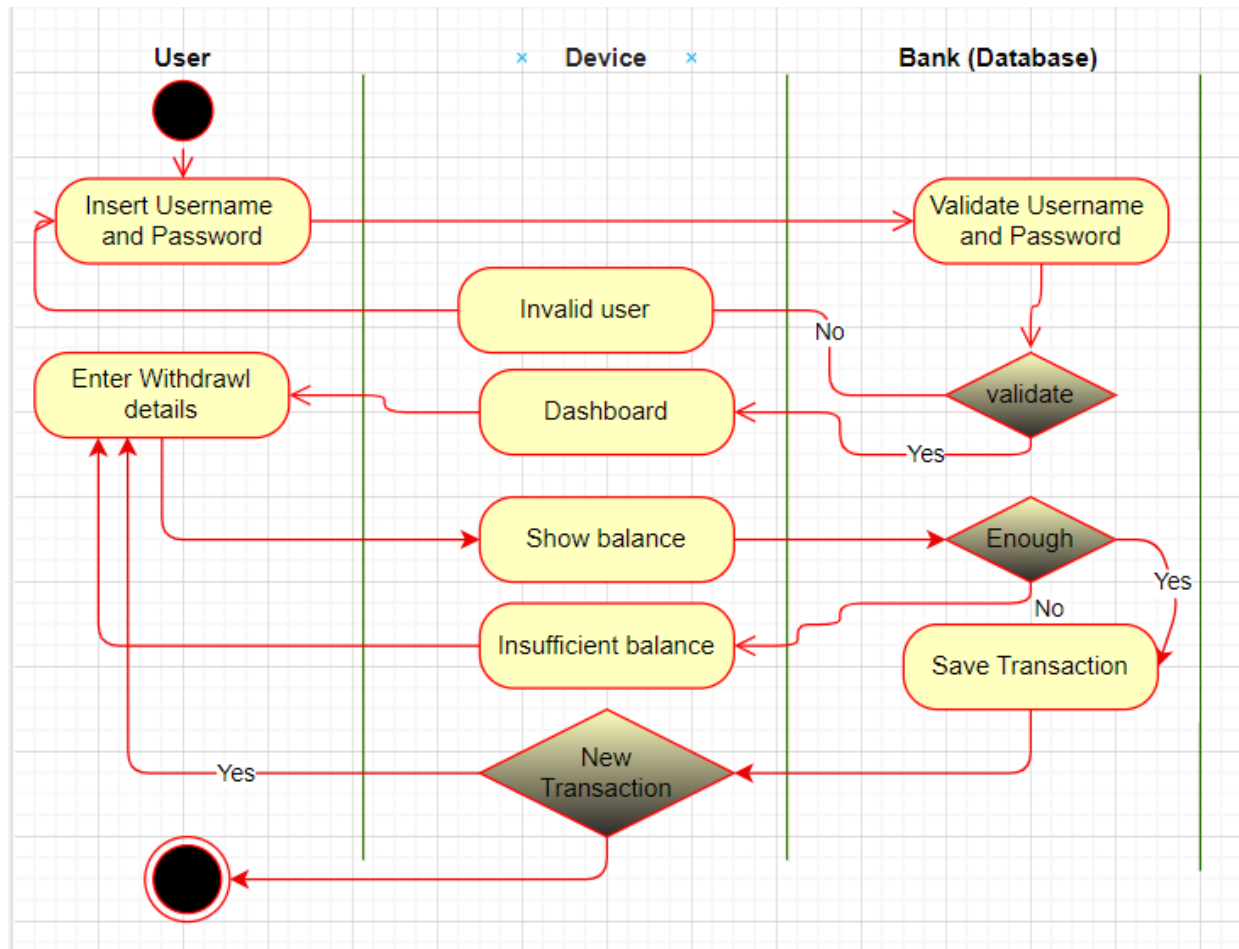 User
Device
Bank (Database)
Insert Username
and Password
Validate Username
and Password
Invalid user
No
Enter Withdrawl
details
Dashboard
validate
Yes
Show balance
Enough
Yes
No
Insufficient balance
Save Transaction
New
Transaction
Yes